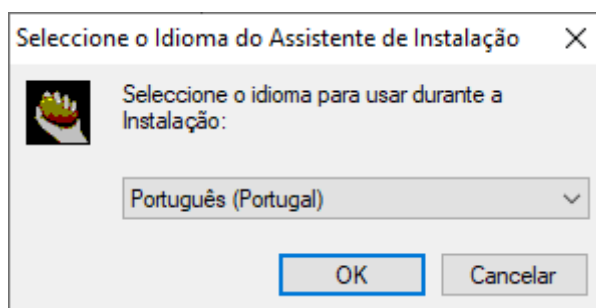 Seleccione o Idioma do Assistente de Instalação
Seleccione o idioma para usar durante a
Instalação:
Português (Portugal)
OK
Cancelar